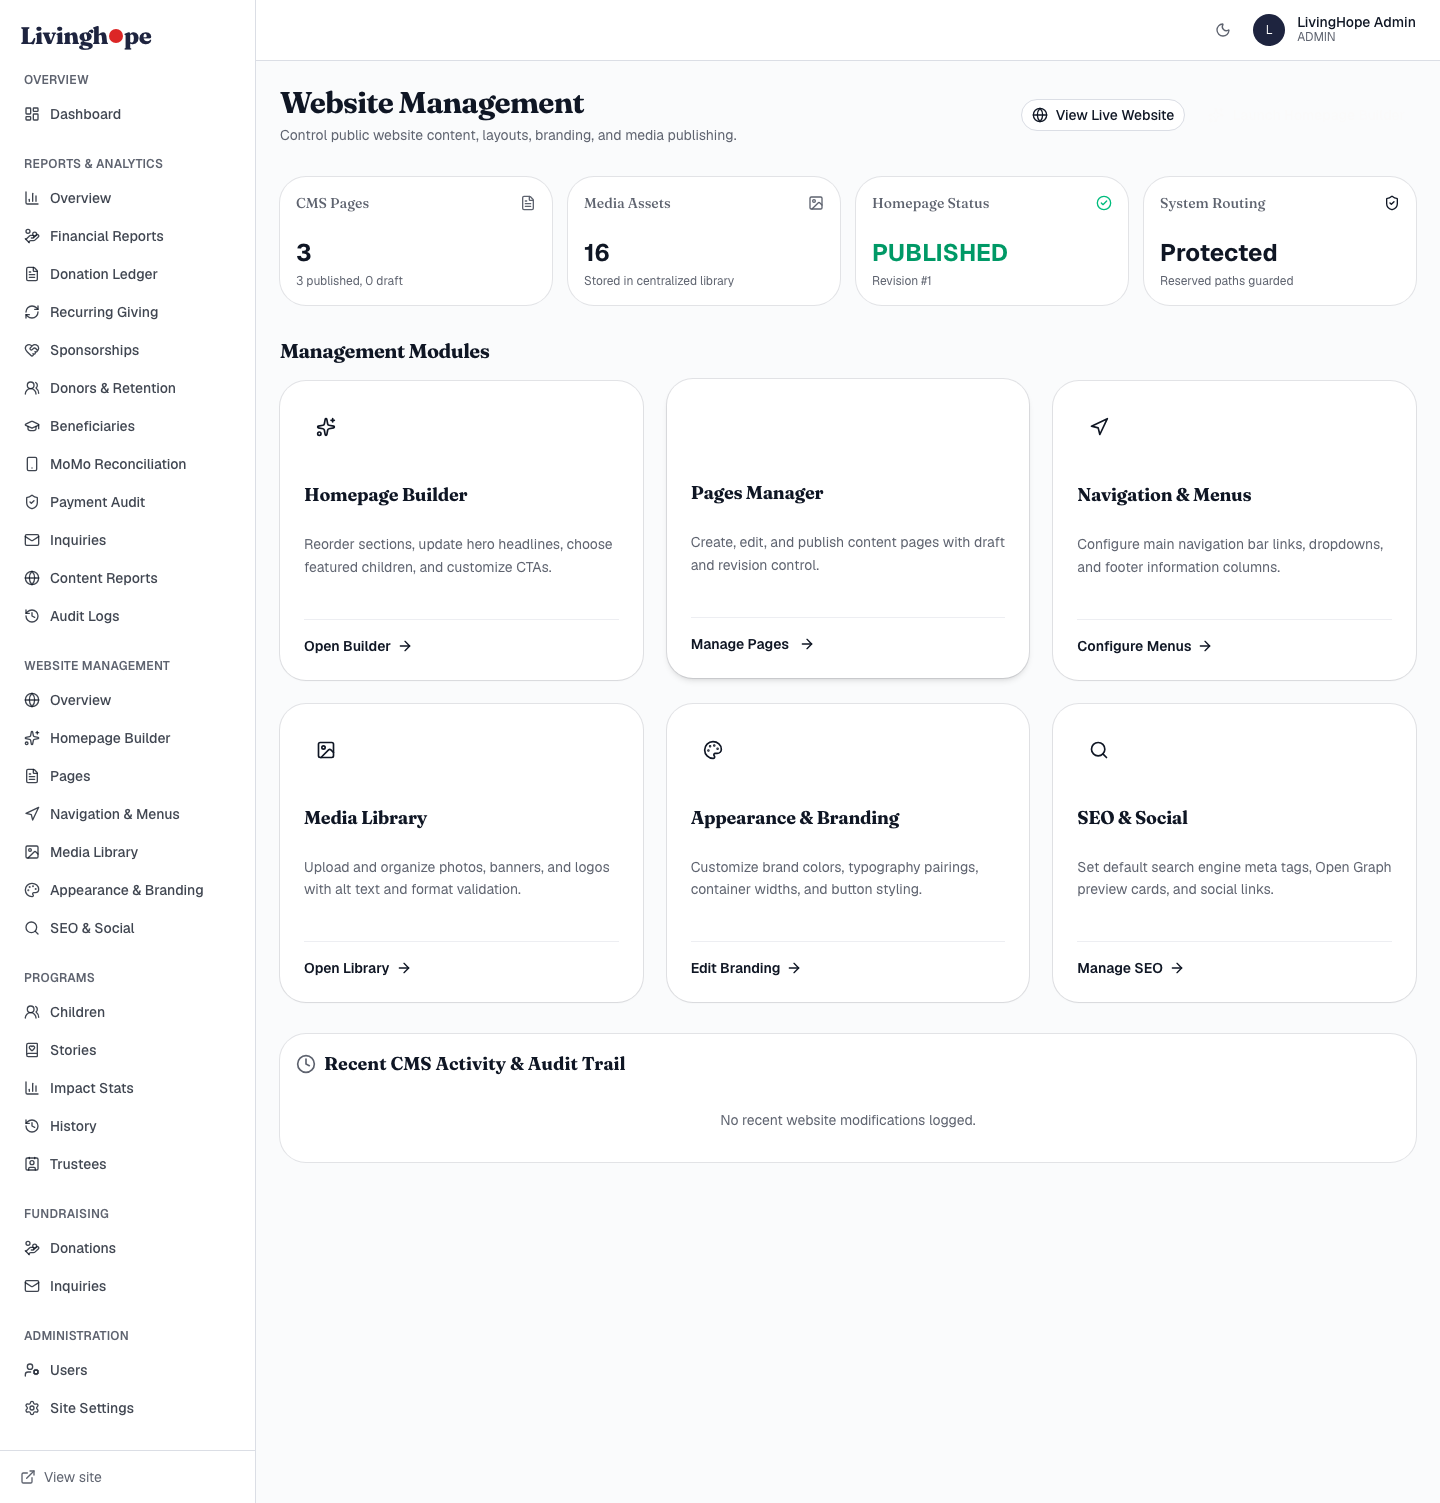 Livinghope
OVERVIEW
Dashboard
REPORTS & ANALYTICS
Overview
Financial Reports
Donation Ledger
Recurring Giving
Sponsorships
Donors & Retention
Beneficiaries
MoMo Reconciliation
Payment Audit
Inquiries
Content Reports
Audit Logs
WEBSITE MANAGEMENT
Overview
Homepage Builder
Pages
Navigation & Menus
Media Library
Appearance & Branding
SEO & Social
PROGRAMS
Children
Stories
Impact Stats
History
Trustees
FUNDRAISING
Donations
Inquiries
ADMINISTRATION
Users
Site Settings
View site
L
LivingHope Admin
ADMIN
Website Management
Control public website content, layouts, branding, and media publishing.
View Live Website
CMS Pages
3
3 published, 0 draft
Media Assets
16
Stored in centralized library
Homepage Status
PUBLISHED
Revision #1
System Routing
Protected
Reserved paths guarded
Management Modules
Homepage Builder
Reorder sections, update hero headlines, choose
featured children, and customize CTAs.
Open Builder
Pages Manager
Create, edit, and publish content pages with draft
and revision control.
Manage Pages
Navigation & Menus
Configure main navigation bar links, dropdowns,
and footer information columns.
Configure Menus
Media Library
Upload and organize photos, banners, and logos
with alt text and format validation.
Open Library
Appearance & Branding
Customize brand colors, typography pairings,
container widths, and button styling.
Edit Branding
SEO & Social
Set default search engine meta tags, Open Graph
preview cards, and social links.
Manage SEO
Recent CMS Activity & Audit Trail
No recent website modifications logged.